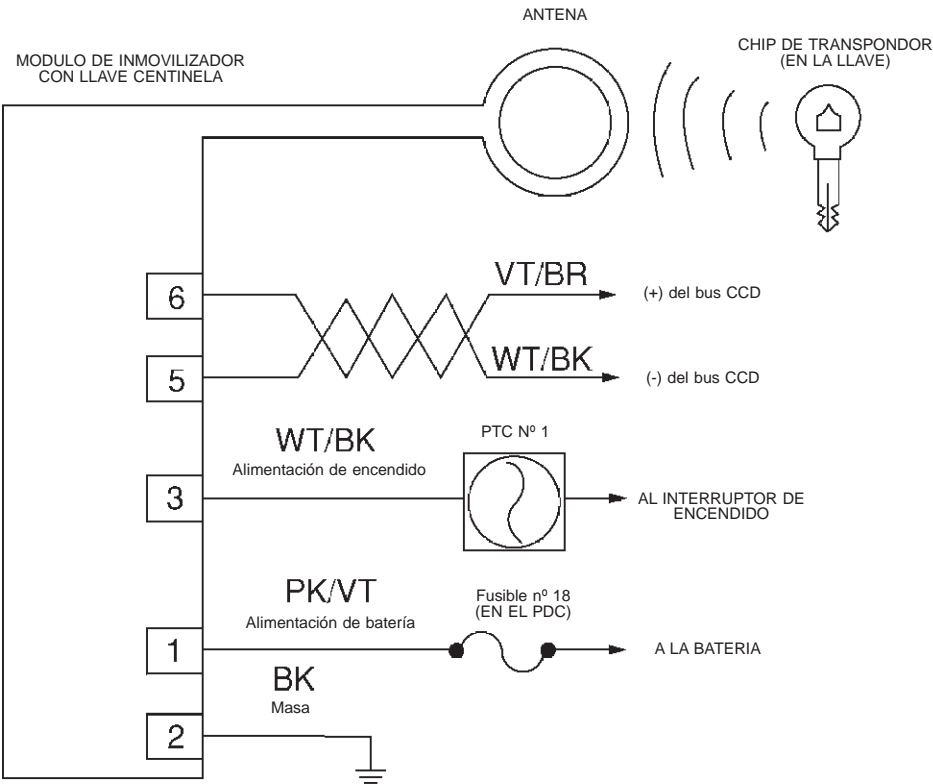 ANTENA
MODULO DE INMOVILIZADOR
CON LLAVE CENTINELA
CHIP DE TRANSPONDOR
(EN LA LLAVE)
6
VT/BR
(+) del bus CCD
5
WT/BK
(-) del bus CCD
WT/BK
Alimentación de encendido
PTC Nº 1
3
AL INTERRUPTOR DE
ENCENDIDO
PK/VT
Alimentación de batería
Fusible nº 18
(EN EL PDC)
1
A LA BATERIA
BK
Masa
2